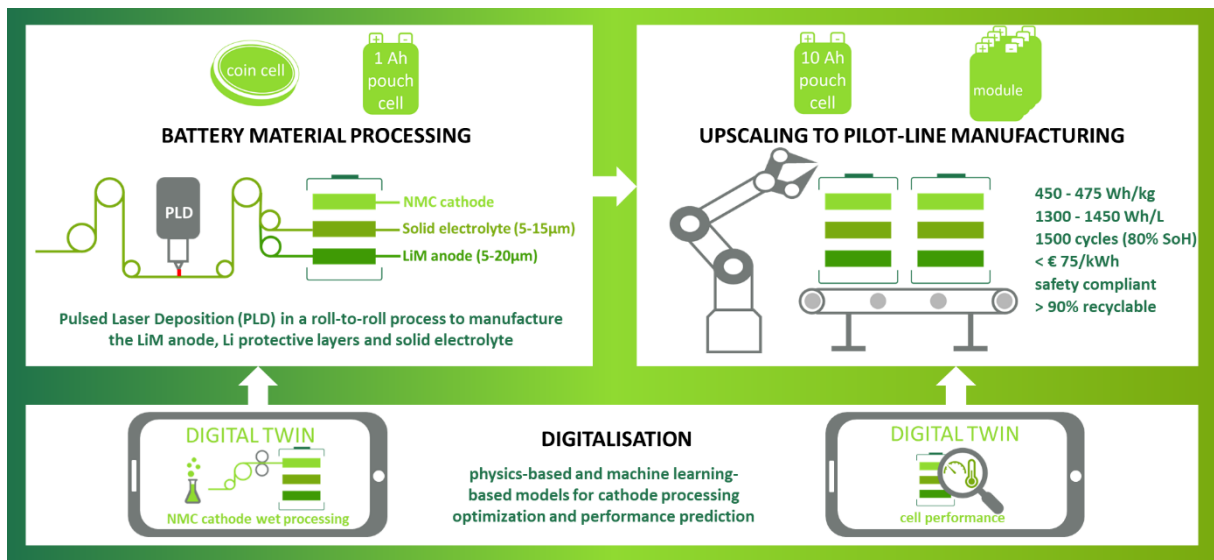 coin cell
+ -
1 Ah
pouch
cell
BATTERY MATERIAL PROCESSING
PLD
NMC cathode
Solid electrolyte (5-15µm)
LiM anode (5-20µm)
Pulsed Laser Deposition (PLD) in a roll-to-roll process to manufacture
the LiM anode, Li protective layers and solid electrolyte
+ -
10 Ah
pouch
cell
+ -
module
UPSCALING TO PILOT-LINE MANUFACTURING
450 - 475 Wh/kg
1300 - 1450 Wh/L
1500 cycles (80% SoH)
< € 75/kWh
safety compliant
> 90% recyclable
DIGITAL TWIN
NMC cathode wet processing
DIGITALISATION
physics-based and machine learning-
based models for cathode processing
optimization and performance prediction
DIGITAL TWIN
cell performance